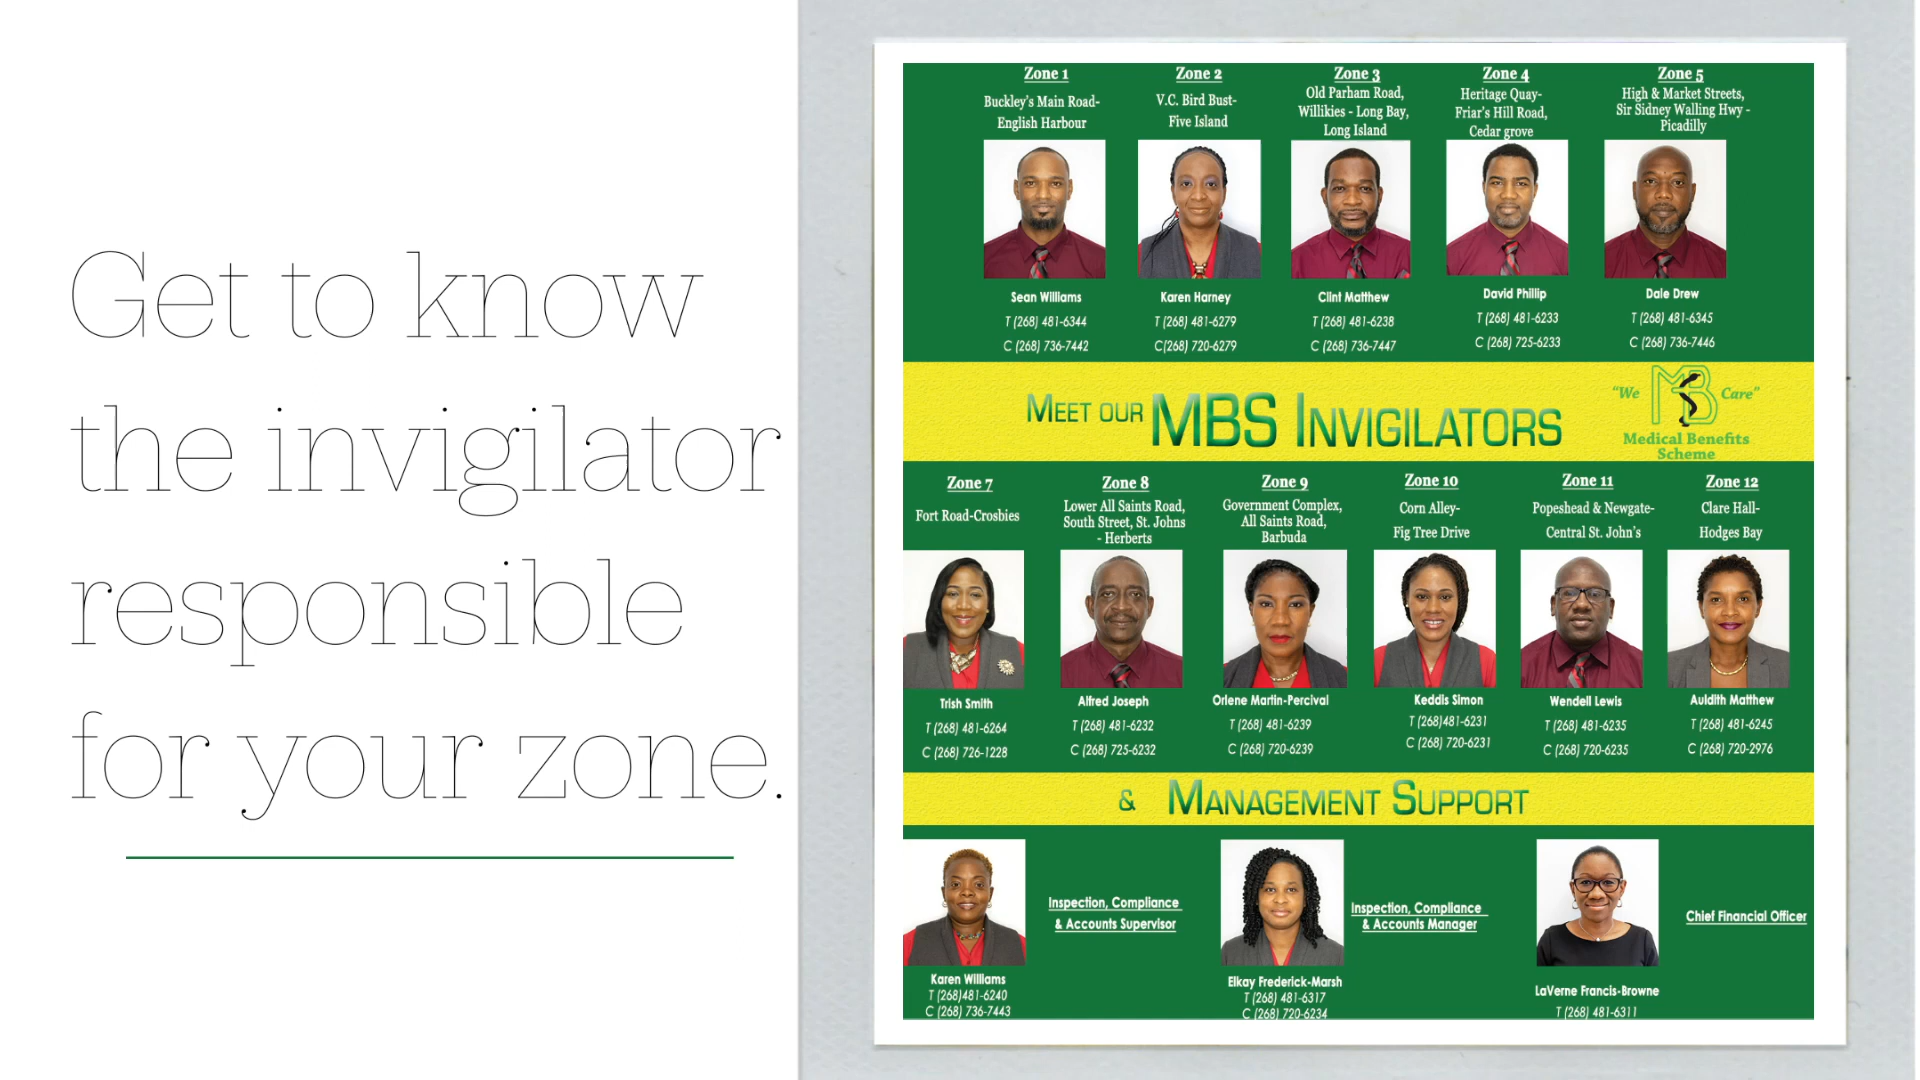 Get to know
the invigilator
responsible
for your zone.
Zone 1
Buckley's Main Road-
English Harbour
Sean Williams
T (268) 481-6344
C (268) 736-7442
Zone 2
V.C. Bird Bust-
Five Island
Karen Harney
T (268) 481-6279
C(268) 720-6279
Zone 3
Old Parham Road,
Willikies - Long Bay,
Long Island
Clint Matthew
T (268) 481-6238
C (268) 736-7447
Zone 4
Heritage Quay-
Friar's Hill Road,
Cedar grove
David Phillip
T (268) 481-6233
C (268) 725-6233
Zone 5
High & Market Streets,
Sir Sidney Walling Hwy -
Picadilly
Dale Drew
T (268) 481-6345
C (268) 736-7446
MEET OUR MBS INVIGILATORS
"We MB Care"
Medical Benefits
Scheme
Zone 7
Fort Road-Crosbies
Trish Smith
T (268) 481-6264
C (268) 726-1228
Zone 8
Lower All Saints Road,
South Street, St. Johns
- Herberts
Alfred Joseph
T (268) 481-6232
C (268) 725-6232
Zone 9
Government Complex,
All Saints Road,
Barbuda
Orlene Martin-Percival
T (268) 481-6239
C (268) 720-6239
Zone 10
Corn Alley-
Fig Tree Drive
Keddis Simon
T (268)481-6231
C (268) 720-6231
Zone 11
Popeshead & Newgate-
Central St. John's
Wendell Lewis
T (268) 481-6235
C (268) 720-6235
Zone 12
Clare Hall-
Hodges Bay
Auldith Matthew
T (268) 481-6245
C (268) 720-2976
& MANAGEMENT SUPPORT
Inspection, Compliance
& Accounts Supervisor
Karen Williams
T (268)481-6240
C (268) 736-7443
Inspection, Compliance
& Accounts Manager
Elkay Frederick-Marsh
T (268) 481-6317
C (268) 720-6234
Chief Financial Officer
LaVerne Francis-Browne
T (268) 481-6311